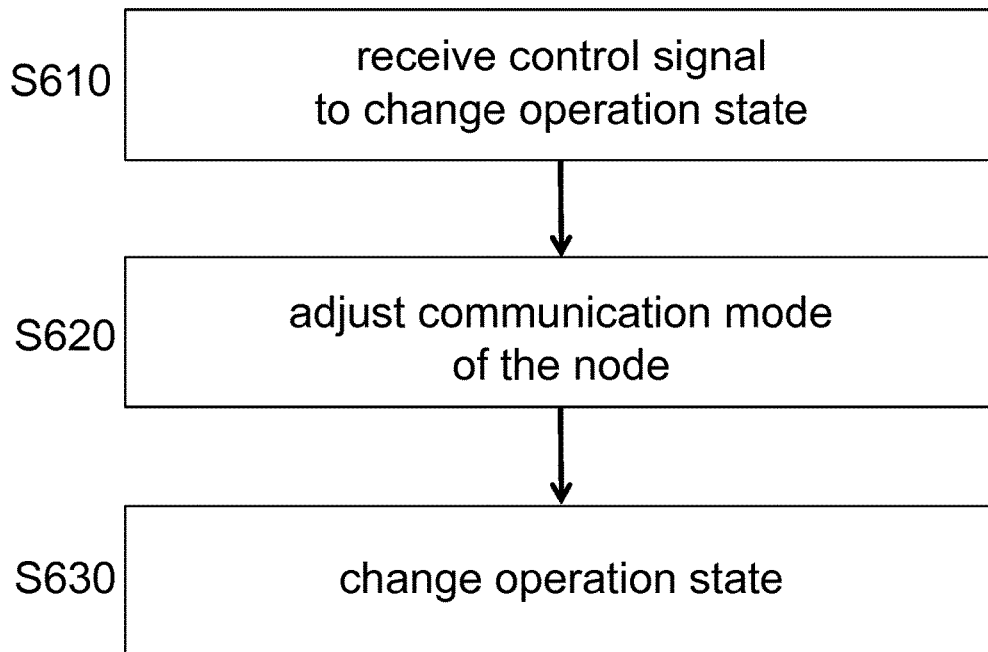 S610
receive control signal
to change operation state
S620
adjust communication mode
of the node
S630
change operation state